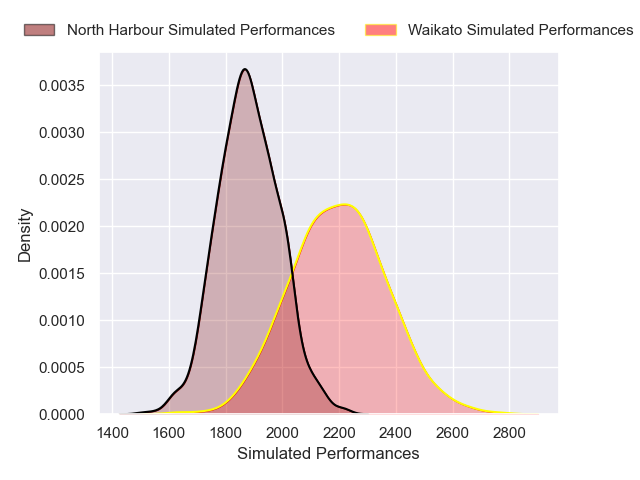 North Harbour Simulated Performances Waikato Simulated Performances
0.0035
0.0030
0.0025
0.0020
0.0015
0.0010
0.0005
0.0000
Density
1400 1600 1800 2000 2200 2400 2600 2800
Simulated Performances